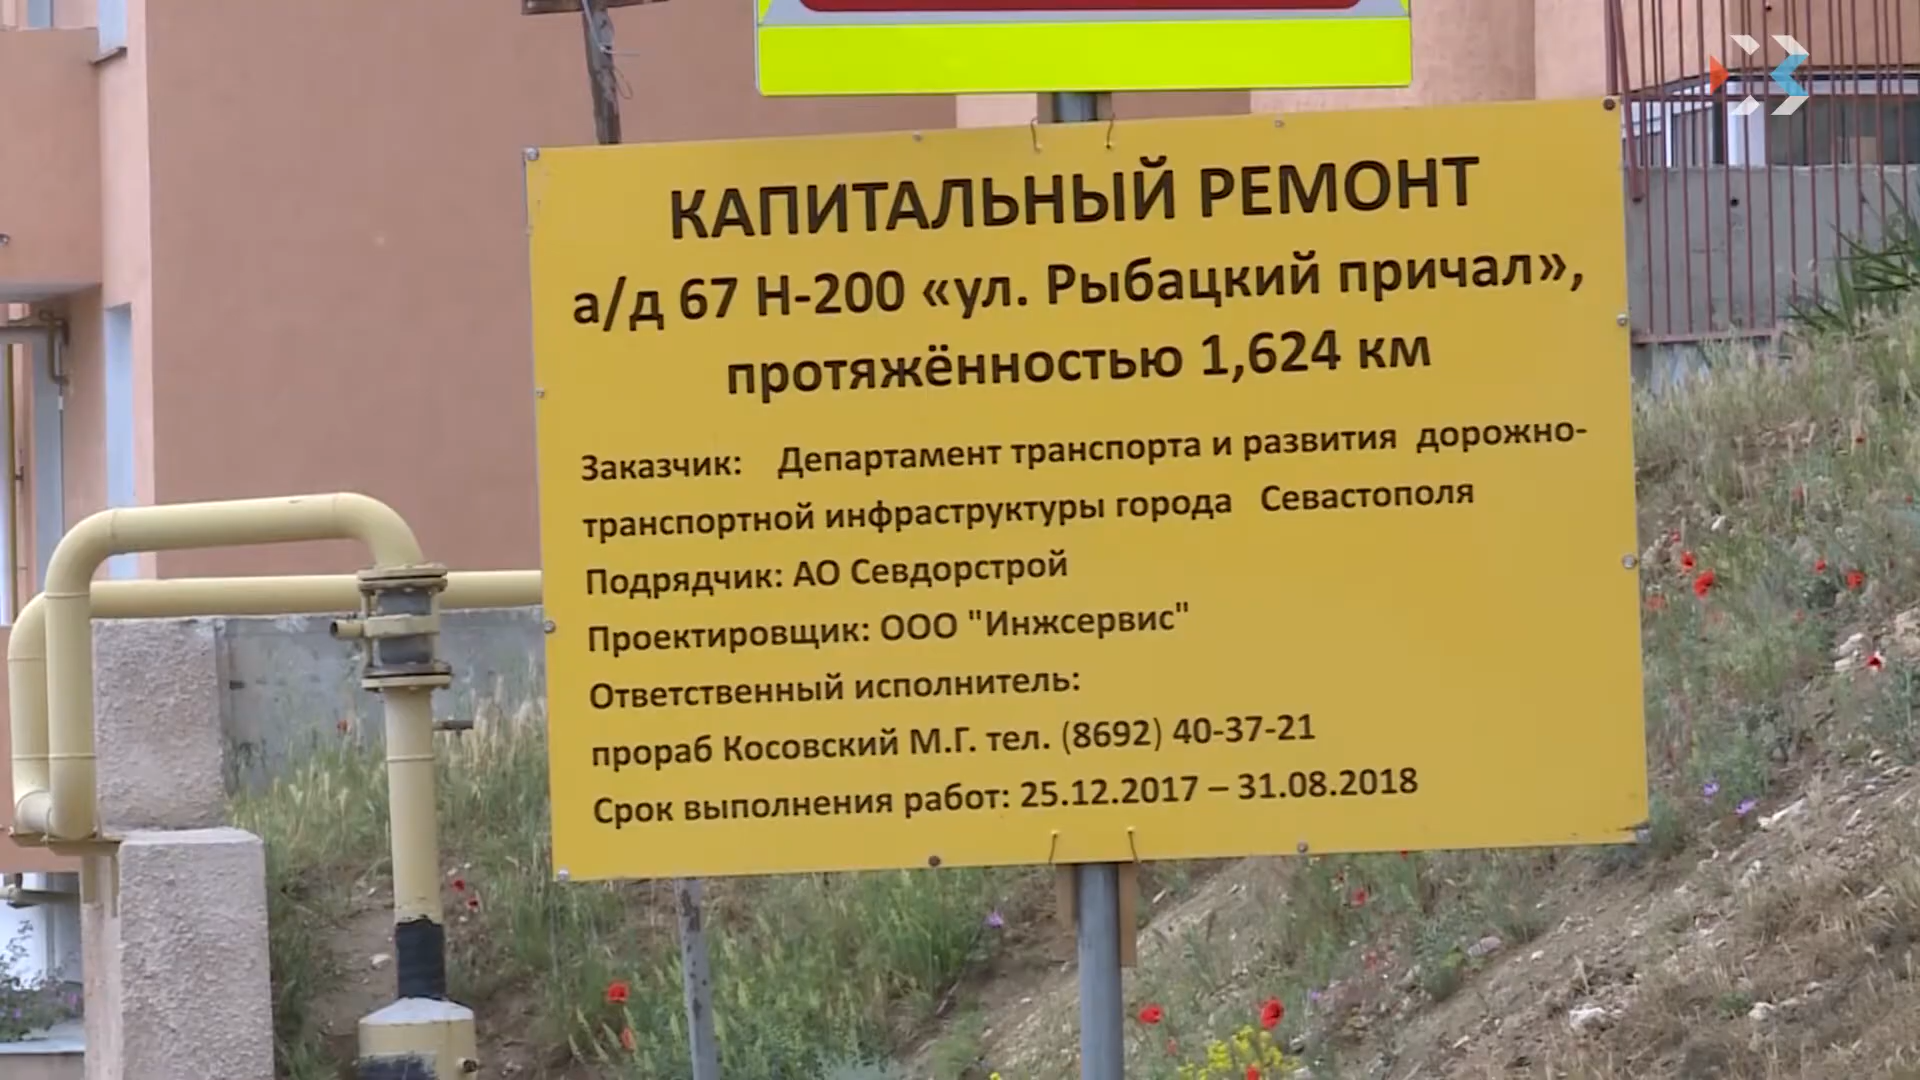 КАПИТАЛЬНЫЙ РЕМОНТ
а/д 67 Н-200 «ул. Рыбацкий причал»,
протяжённостью 1,624 км
Заказчик: Департамент транспорта и развития дорожно-
транспортной инфраструктуры города Севастополя
Подрядчик: АО Севдорстрой
Проектировщик: ООО "Инжсервис"
Ответственный исполнитель:
прораб Косовский М.Г. тел. (8692) 40-37-21
Срок выполнения работ: 25.12.2017 – 31.08.2018